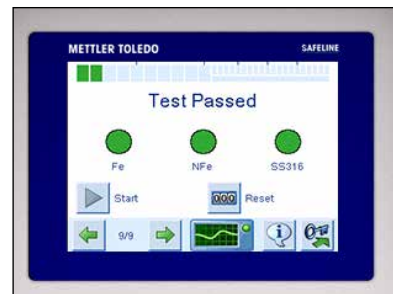 METTLER TOLEDO SAFELINE
Test Passed
Fe NFe SS316
Start 000 Reset
9/9